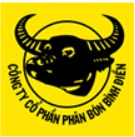 CÔNG TY CỔ PHẦN PHÂN BÓN BÌNH ĐIỀN